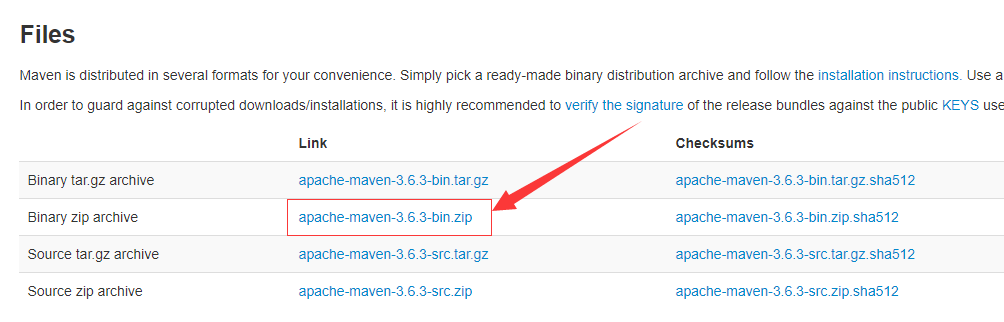 Files
Maven is distributed in several formats for your convenience. Simply pick a ready-made binary distribution archive and follow the installation instructions. Use a
In order to guard against corrupted downloads/installations, it is highly recommended to verify the signature of the release bundles against the public KEYS use
Link Checksums
Binary tar.gz archive apache-maven-3.6.3-bin.tar.gz apache-maven-3.6.3-bin.tar.gz.sha512
Binary zip archive apache-maven-3.6.3-bin.zip apache-maven-3.6.3-bin.zip.sha512
Source tar.gz archive apache-maven-3.6.3-src.tar.gz apache-maven-3.6.3-src.tar.gz.sha512
Source zip archive apache-maven-3.6.3-src.zip apache-maven-3.6.3-src.zip.sha512